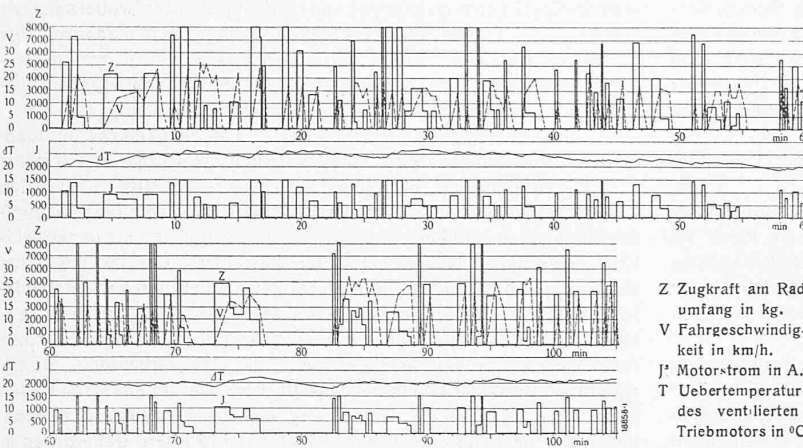 Z
V 8000
7000
30 6000
25 5000
20 4000
15 3000
10 2000
5 1000
0 0
Z
V
10 20 30 40 50 min 6
dT J
20 2000
dT
15 1500
10 1000
5 500
0 0
J
10 20 30 40 50 min 6
Z
V 8000
7000
30 6000
25 5000
20 4000
15 3000
10 2000
5 1000
0 0
Z
V
60 70 80 90 100 min
dT J
20 2000
dT
15 1500
10 1000
5 500
0 0
J
60 70 80 90 100 min
18858-I
Z Zugkraft am Rad
umfang in kg.
V Fahrgeschwindig-
keit in km/h.
J Motorstrom in A.
T Uebertemperatur
des ventilierten
Triebmotors in °C